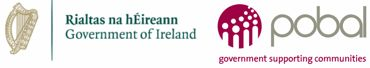 Rialtas na hÉireann
Government of Ireland
pobal
government supporting communities